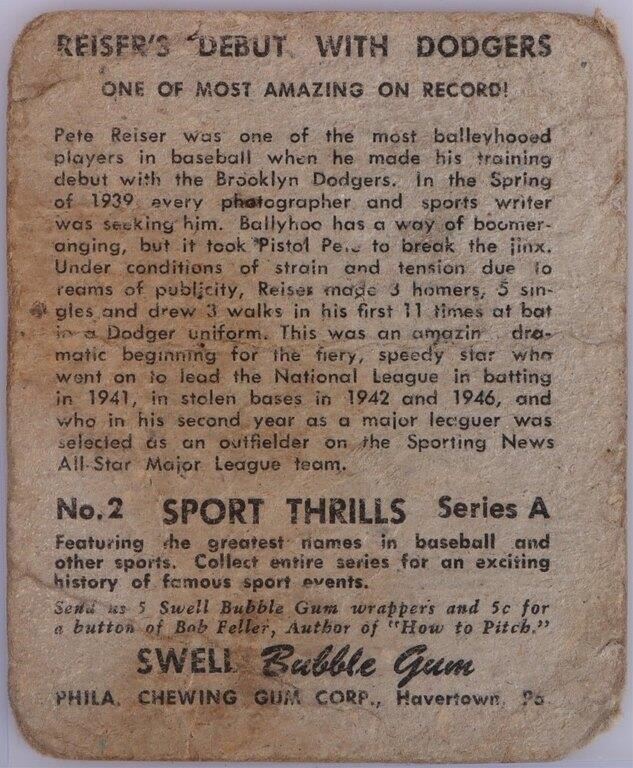 REISER'S DEBUT WITH DODGERS
ONE OF MOST AMAZING ON RECORD!
Pete Reiser was one of the most balleyhooed
players in baseball when he made his training
debut with the Brooklyn Dodgers. In the Spring
of 1939 every photographer and sports writer
was seeking him. Ballyhoo has a way of boomer-
anging, but it took "Pistol Pete to break the jinx.
Under conditions of strain and tension due to
reams of publicity, Reiser made 3 homers, 5 sin-
gles and drew 3 walks in his first 11 times at bat
in a Dodger uniform. This was an amazing dra-
matic beginning for the fiery, speedy star who
went on to lead the National League in batting
in 1941, in stolen bases in 1942 and 1946, and
who in his second year as a major leaguer was
selected as an outfielder on the Sporting News
All-Star Major League team.
No. 2 SPORT THRILLS Series A
Featuring the greatest names in baseball and
other sports. Collect entire series for an exciting
history of famous sport events.
Send us 5 Swell Bubble Gum wrappers and 5c for
a button of Bob Feller, Author of "How to Pitch."
SWELL Bubble Gum
PHILA. CHEWING GUM CORP., Havertown, Pa.